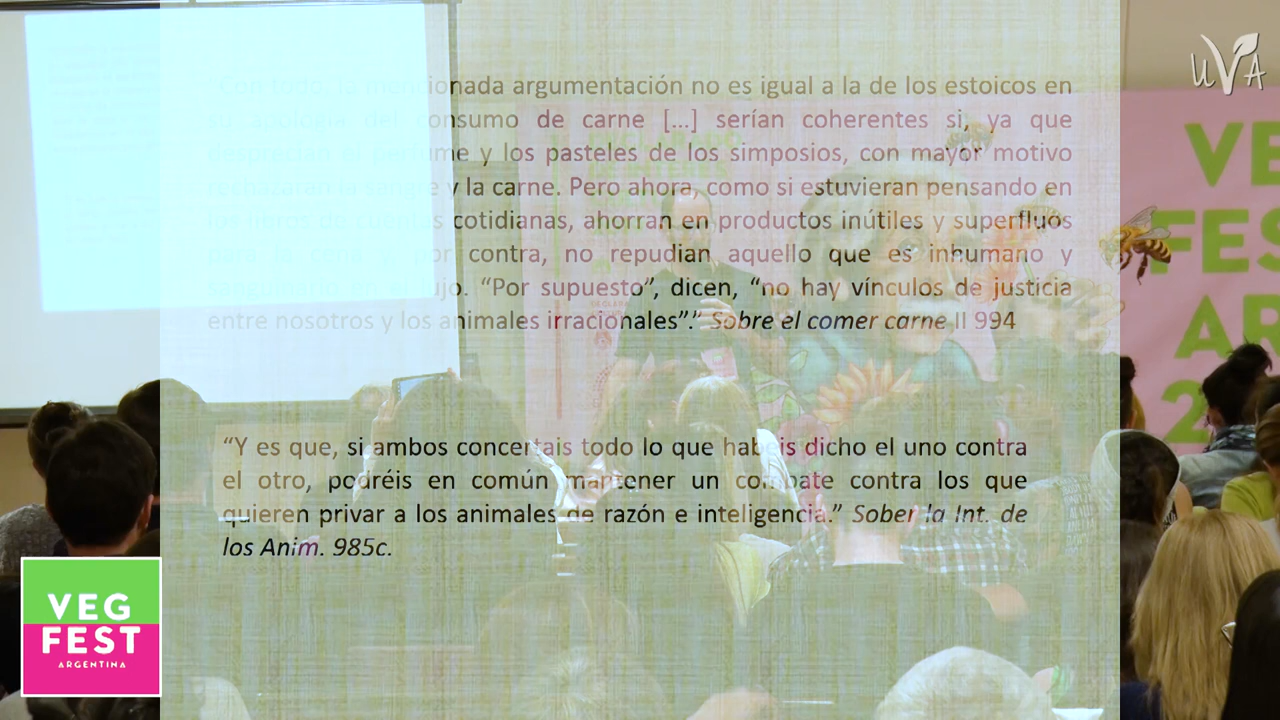 "Con todo, la mencionada argumentación no es igual a la de los estoicos en
su apología del consumo de carne [...] serían coherentes si, ya que
desprecian el perfume y los pasteles de los simposios, con mayor motivo
rechazaran la sangre y la carne. Pero ahora, como si estuvieran pensando en
los libros de cuentas cotidianas, ahorran en productos inútiles y superfluos
para la cena y, por contra, no repudian aquello que es inhumano y
sanguinario en el lujo. “Por supuesto”, dicen, “no hay vínculos de justicia
entre nosotros y los animales irracionales”.” Sobre el comer carne II 994
“Y es que, si ambos concertais todo lo que habeis dicho el uno contra
el otro, podréis en común mantener un combate contra los que
quieren privar a los animales de razón e inteligencia.” Sober la Int. de
los Anim. 985c.
UVA
VE
FES
AR
2
VEG
FEST
ARGENTINA